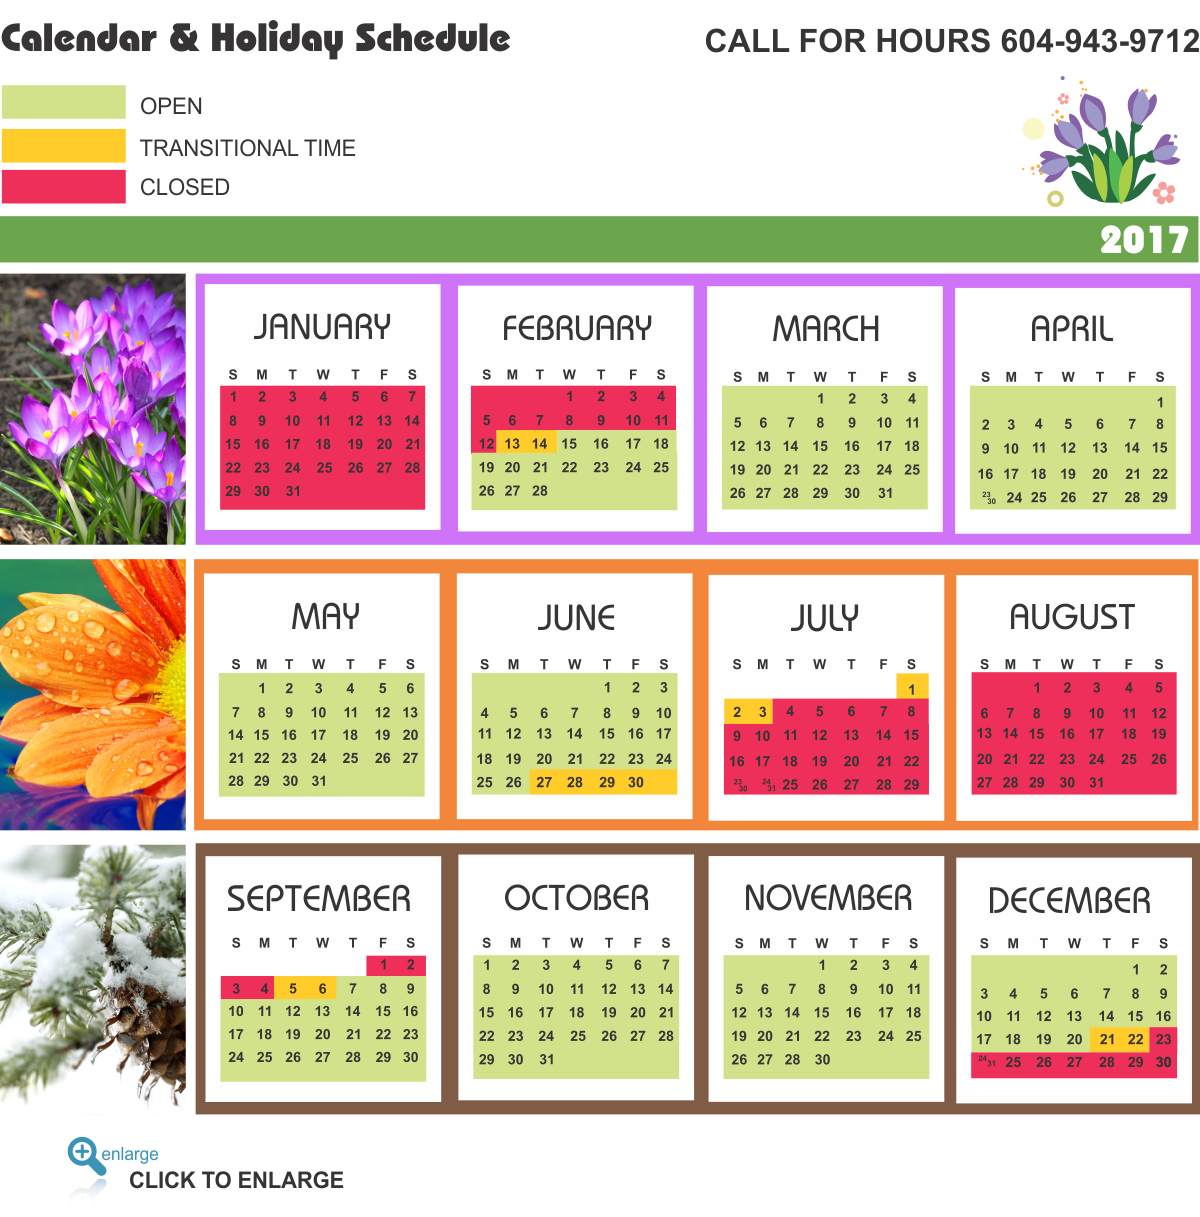 Calendar & Holiday Schedule
CALL FOR HOURS 604-943-9712
OPEN
TRANSITIONAL TIME
CLOSED
2017
JANUARY
S M T W T F S
1 2 3 4 5 6 7
8 9 10 11 12 13 14
15 16 17 18 19 20 21
22 23 24 25 26 27 28
29 30 31
FEBRUARY
S M T W T F S
1 2 3 4
5 6 7 8 9 10 11
12 13 14 15 16 17 18
19 20 21 22 23 24 25
26 27 28
MARCH
S M T W T F S
1 2 3 4
5 6 7 8 9 10 11
12 13 14 15 16 17 18
19 20 21 22 23 24 25
26 27 28 29 30 31
APRIL
S M T W T F S
1
2 3 4 5 6 7 8
9 10 11 12 13 14 15
16 17 18 19 20 21 22
23 30 24 25 26 27 28 29
MAY
S M T W T F S
1 2 3 4 5 6
7 8 9 10 11 12 13
14 15 16 17 18 19 20
21 22 23 24 25 26 27
28 29 30 31
JUNE
S M T W T F S
1 2 3
4 5 6 7 8 9 10
11 12 13 14 15 16 17
18 19 20 21 22 23 24
25 26 27 28 29 30
JULY
S M T W T F S
1
2 3 4 5 6 7 8
9 10 11 12 13 14 15
16 17 18 19 20 21 22
23 30 24 31 25 26 27 28 29
AUGUST
S M T W T F S
1 2 3 4 5
6 7 8 9 10 11 12
13 14 15 16 17 18 19
20 21 22 23 24 25 26
27 28 29 30 31
SEPTEMBER
S M T W T F S
1 2
3 4 5 6 7 8 9
10 11 12 13 14 15 16
17 18 19 20 21 22 23
24 25 26 27 28 29 30
OCTOBER
S M T W T F S
1 2 3 4 5 6 7
8 9 10 11 12 13 14
15 16 17 18 19 20 21
22 23 24 25 26 27 28
29 30 31
NOVEMBER
S M T W T F S
1 2 3 4
5 6 7 8 9 10 11
12 13 14 15 16 17 18
19 20 21 22 23 24 25
26 27 28 30
DECEMBER
S M T W T F S
1 2
3 4 5 6 7 8 9
10 11 12 13 14 15 16
17 18 19 20 21 22 23
24 31 25 26 27 28 29 30
enlarge
CLICK TO ENLARGE